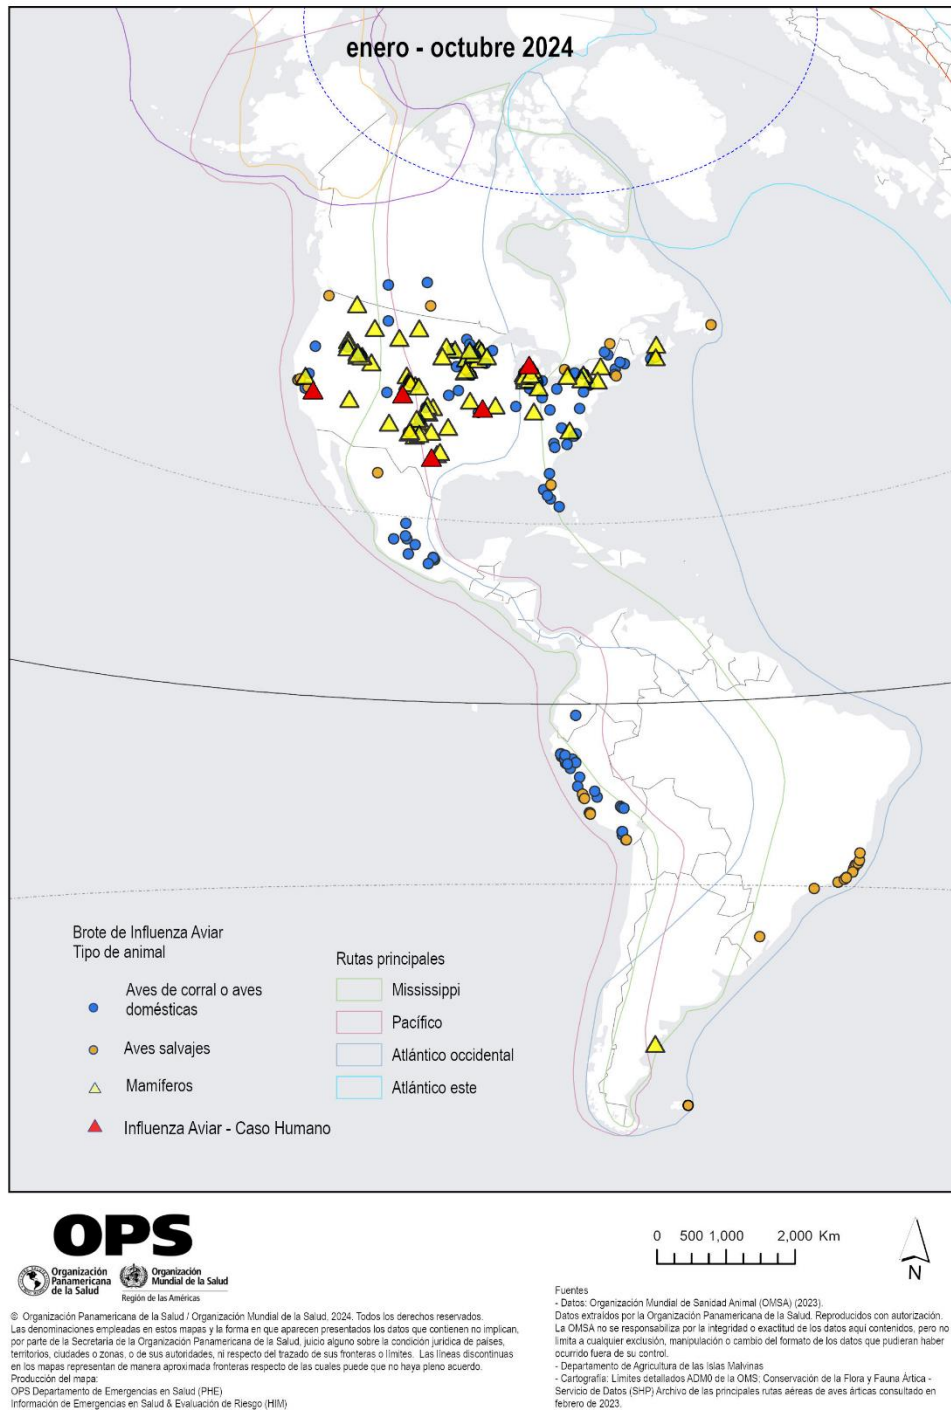 enero - octubre 2024
Brote de Influenza Aviar
Tipo de animal
Aves de corral o aves
domésticas
Aves salvajes
Mamíferos
Influenza Aviar - Caso Humano
Rutas principales
Mississippi
Pacífico
Atlántico occidental
Atlántico este
OPS
Organización
Panamericana
de la Salud
Organización
Mundial de la Salud
Región de las Américas
0 500 1,000 2,000 Km
N
© Organización Panamericana de la Salud / Organización Mundial de la Salud, 2024. Todos los derechos reservados.
Las denominaciones empleadas en estos mapas y la forma en que aparecen presentados los datos que contienen no implican,
por parte de la Secretaría de la Organización Panamericana de la Salud, juicio alguno sobre la condición jurídica de países,
territorios, ciudades o zonas, o de sus autoridades, ni respecto del trazado de sus fronteras o límites. Las líneas discontinuas
en los mapas representan de manera aproximada fronteras respecto de las cuales puede que no haya pleno acuerdo.
Producción del mapa:
OPS Departamento de Emergencias en Salud (PHE)
Información de Emergencias en Salud & Evaluación de Riesgo (HIM)
Fuentes
- Datos: Organización Mundial de Sanidad Animal (OMSA) (2023).
Datos extraídos por la Organización Panamericana de la Salud. Reproducidos con autorización.
La OMSA no se responsabiliza por la integridad o exactitud de los datos aquí contenidos, pero no
limita a cualquier exclusión, manipulación o cambio del formato de los datos que pudieran haber
ocurrido fuera de su control.
- Departamento de Agricultura de las Islas Malvinas
- Cartografía: Límites detallados ADM0 de la OMS; Conservación de la Flora y Fauna Ártica -
Servicio de Datos (SHP) Archivo de las principales rutas aéreas de aves árticas consultado en
febrero de 2023.